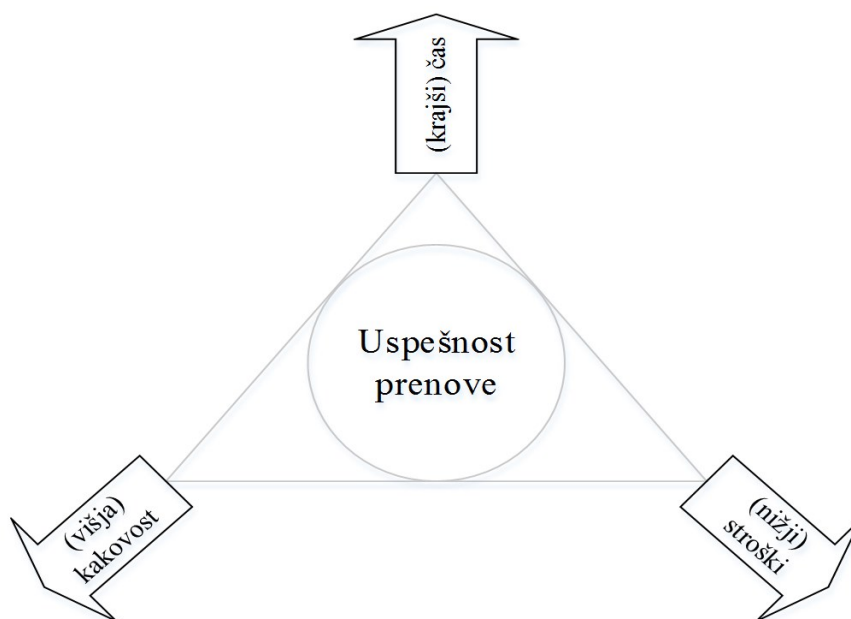 (krajši) čas
Uspešnost
prenove
(višja)
kakovost
(nižji)
stroški